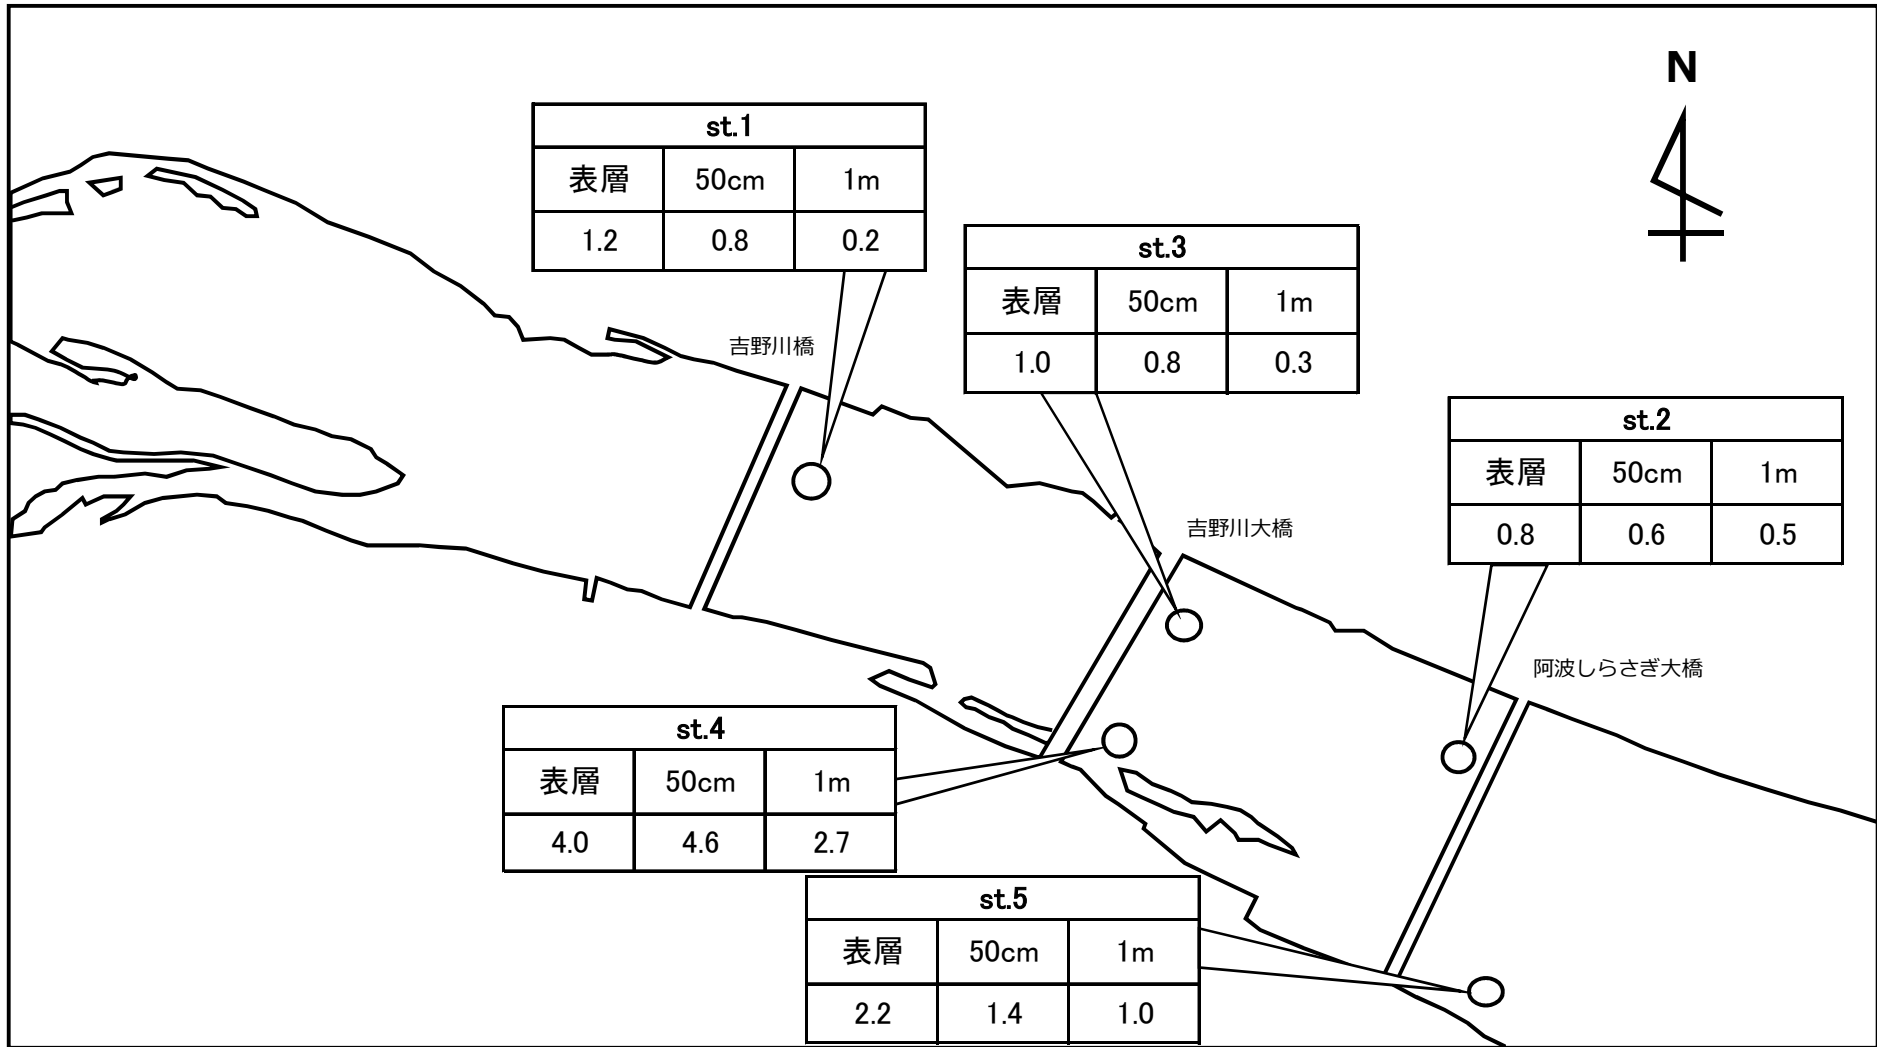 N
st.1
表層 50cm 1m
1.2 0.8 0.2
st.3
表層 50cm 1m
1.0 0.8 0.3
吉野川橋
st.2
表層 50cm 1m
0.8 0.6 0.5
吉野川大橋
阿波しらさぎ大橋
st.4
表層 50cm 1m
4.0 4.6 2.7
st.5
表層 50cm 1m
2.2 1.4 1.0